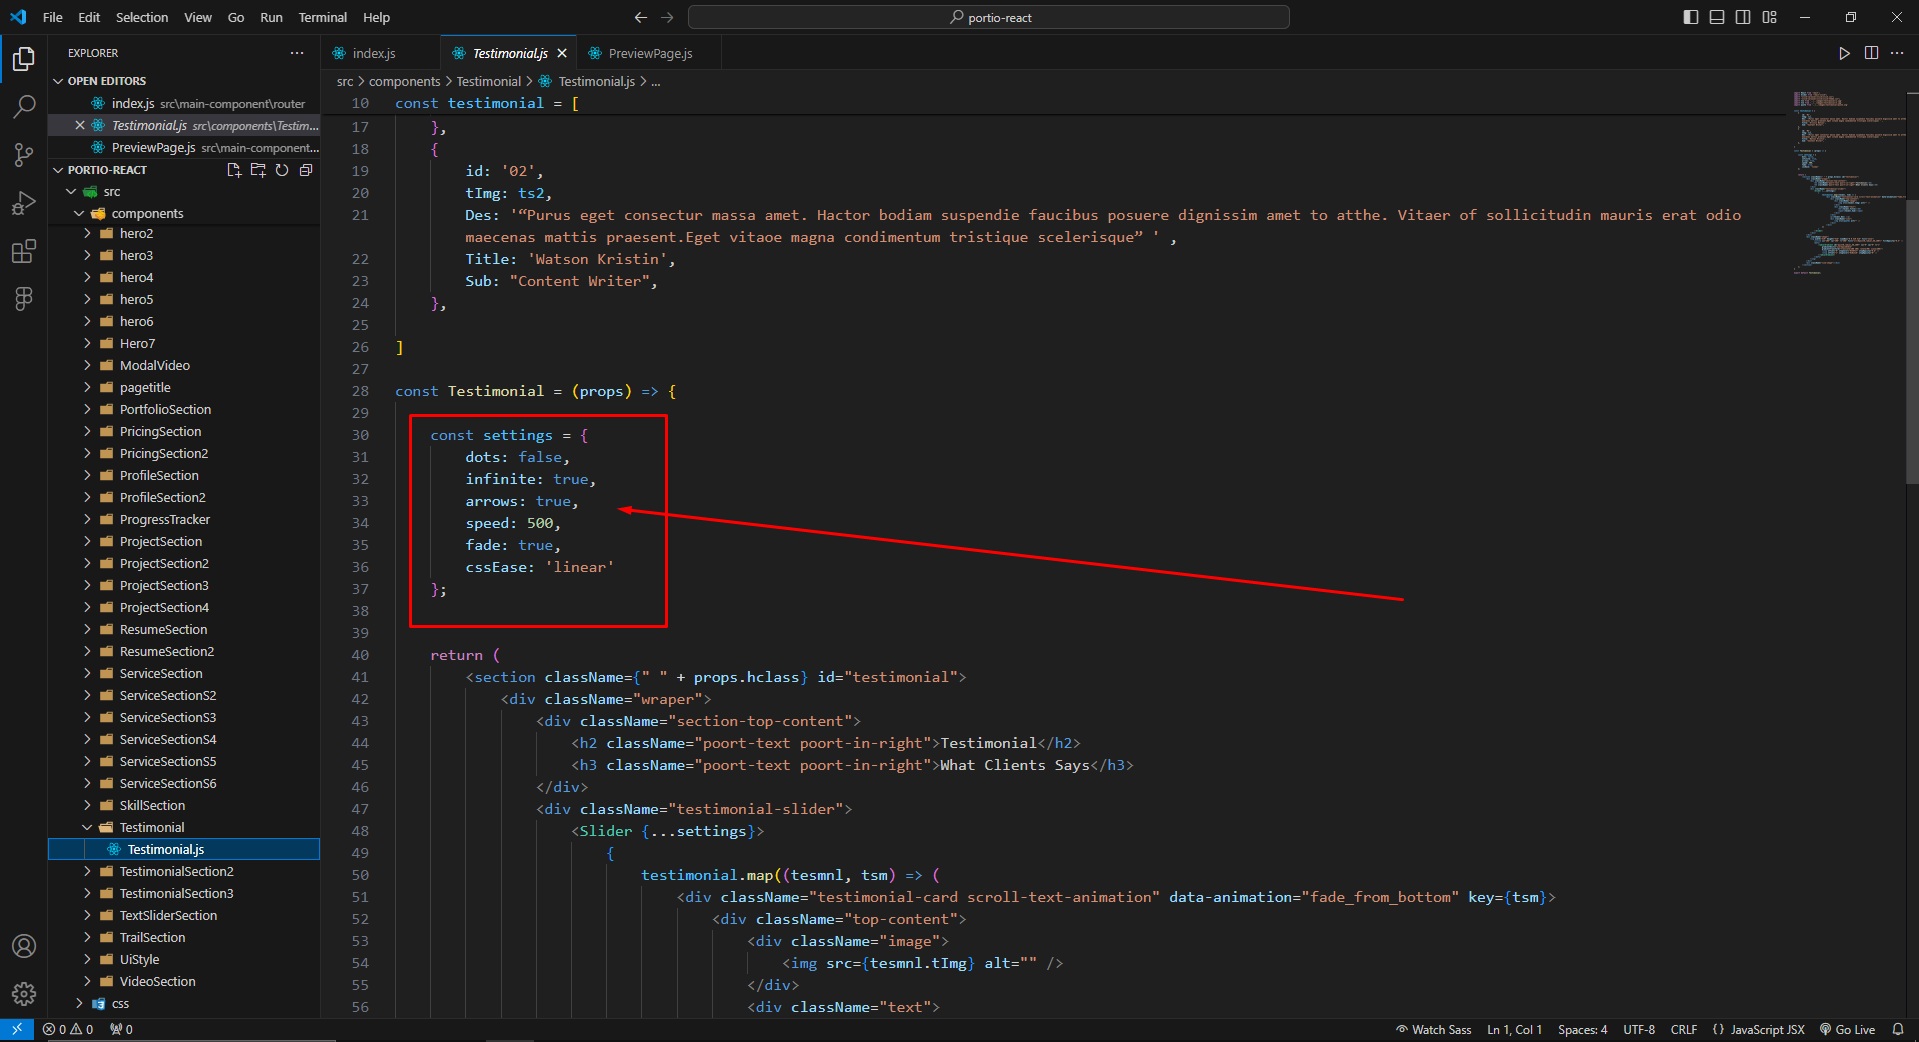 File Edit Selection View Go Run Terminal Help
portio-react
EXPLORER
OPEN EDITORS
index.js src\main-component\router
Testimonial.js src\components\Testim...
PreviewPage.js src\main-component...
PORTIO-REACT
src
components
hero2
hero3
hero4
hero5
hero6
Hero7
ModalVideo
pagetitle
PortfolioSection
PricingSection
PricingSection2
ProfileSection
ProfileSection2
ProgressTracker
ProjectSection
ProjectSection2
ProjectSection3
ProjectSection4
ResumeSection
ResumeSection2
ServiceSection
ServiceSectionS2
ServiceSectionS3
ServiceSectionS4
ServiceSectionS5
ServiceSectionS6
SkillSection
Testimonial
Testimonial.js
TestimonialSection2
TestimonialSection3
TextSliderSection
TrailSection
UiStyle
VideoSection
css
index.js Testimonial.js PreviewPage.js
src > components > Testimonial > Testimonial.js > ...
10 const testimonial = [
17 },
18 {
19 id: '02',
20 tImg: ts2,
21 Des: '“Purus eget consectur massa amet. Hactor bodiam suspendie faucibus posuere dignissim amet to atthe. Vitaer of sollicitudin mauris erat odio
maecenas mattis praesent.Eget vitaoe magna condimentum tristique scelerisque” ' ,
22 Title: 'Watson Kristin',
23 Sub: "Content Writer",
24 },
25
26 ]
27
28 const Testimonial = (props) => {
29
30 const settings = {
31 dots: false,
32 infinite: true,
33 arrows: true,
34 speed: 500,
35 fade: true,
36 cssEase: 'linear'
37 };
38
39
40 return (
41 <section className={" " + props.hclass} id="testimonial">
42 <div className="wraper">
43 <div className="section-top-content">
44 <h2 className="poort-text poort-in-right">Testimonial</h2>
45 <h3 className="poort-text poort-in-right">What Clients Says</h3>
46 </div>
47 <div className="testimonial-slider">
48 <Slider {...settings}>
49 {
50 testimonial.map((tesmnl, tsm) => (
51 <div className="testimonial-card scroll-text-animation" data-animation="fade_from_bottom" key={tsm}>
52 <div className="top-content">
53 <div className="image">
54 <img src={tesmnl.tImg} alt="" />
55 </div>
56 <div className="text">
0 0 0 Watch Sass Ln 1, Col 1 Spaces: 4 UTF-8 CRLF {} JavaScript JSX Go Live